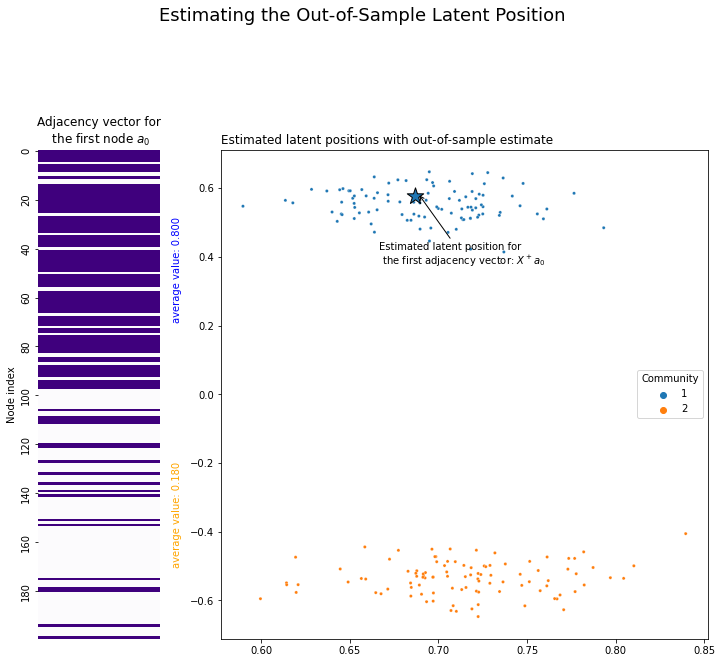 Estimating the Out-of-Sample Latent Position
Adjacency vector for
the first node $a_0$
Node index
0
20
40
60
80
100
120
140
160
180
average value: 0.800
average value: 0.180
Estimated latent positions with out-of-sample estimate
0.6
0.4
0.2
0.0
−0.2
−0.4
−0.6
Estimated latent position for
the first adjacency vector: $X^+a_0$
Community
1
2
0.60
0.65
0.70
0.75
0.80
0.85